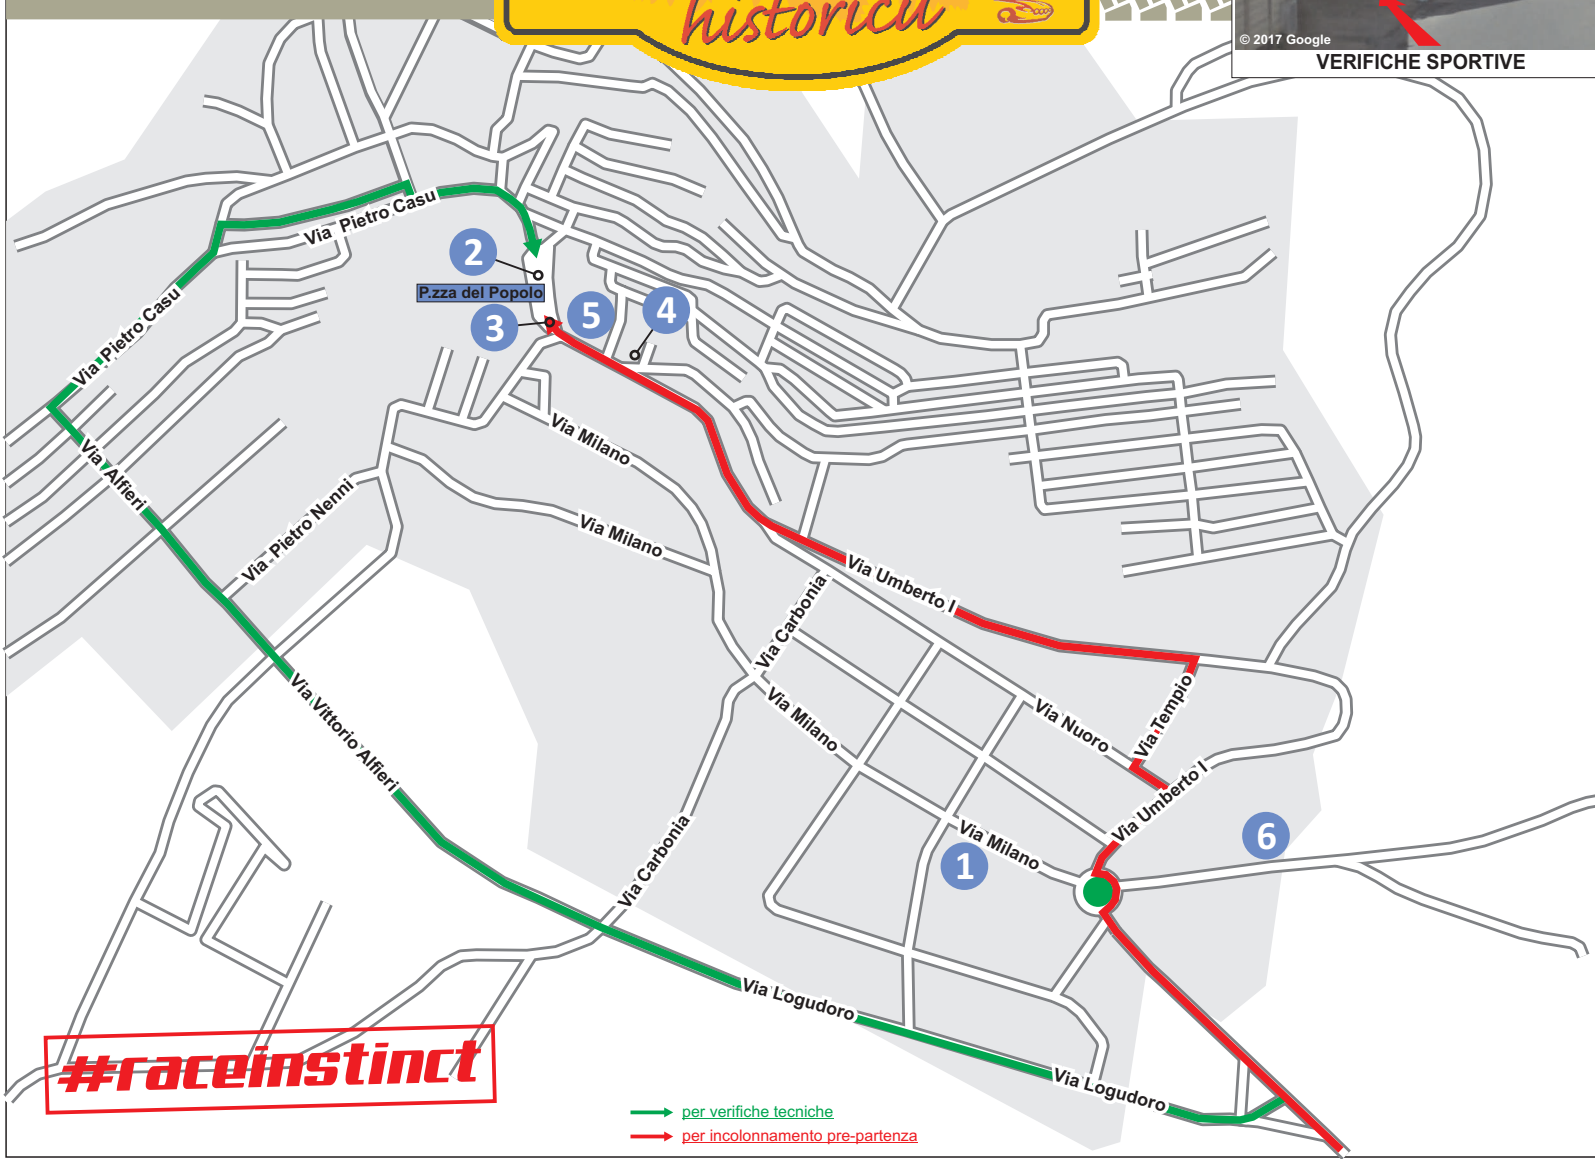 historicu
© 2017 Google
VERIFICHE SPORTIVE
Via Pietro Casu
2
P.zza del Popolo
3
5
4
Via Pietro Casu
Via Alfieri
Via Pietro Nenni
Via Milano
Via Milano
Via Umberto I
Via Carbonia
Via Vittorio Alfieri
Via Milano
Via Nuoro
Via Tempio
Via Umberto I
Via Carbonia
Via Milano
1
6
Via Logudoro
Via Logudoro
#raceinstinct
per verifiche tecniche
per incolonnamento pre-partenza